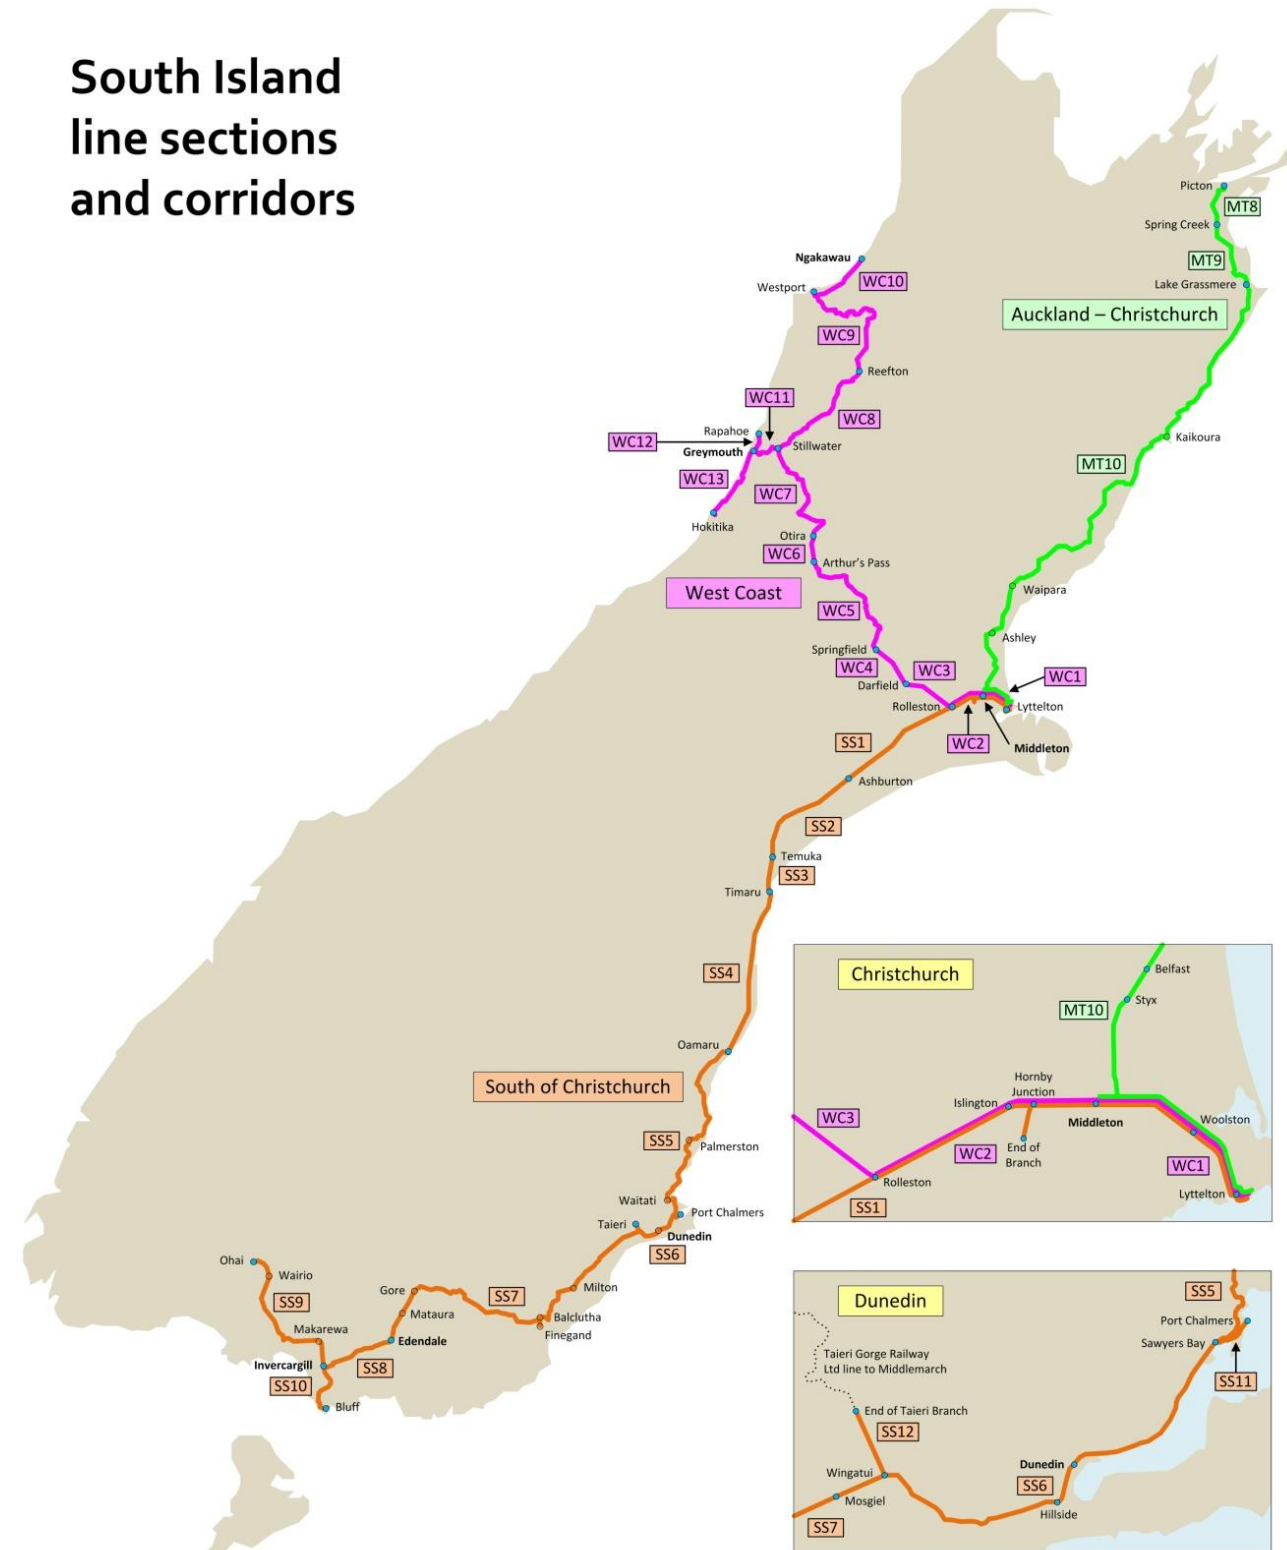 South Island
line sections
and corridors
Picton
MT8
Spring Creek
MT9
Ngakawau
WC10
Lake Grassmere
Westport
Auckland – Christchurch
WC9
Reefton
WC11
WC8
Rapahoe
WC12
Kaikoura
Stillwater
Greymouth
MT10
WC13
WC7
Hokitika
Otira
WC6
Arthur's Pass
Waipara
West Coast
WC5
Ashley
Springfield
WC4
WC3
WC1
Darfield
Rolleston
Lyttelton
SS1
WC2
Middleton
Ashburton
SS2
Temuka
SS3
Timaru
SS4
Oamaru
South of Christchurch
SS5
Palmerston
Waitati
Port Chalmers
Taieri
Dunedin
SS6
Ohai
Wairio
Milton
Gore
SS7
SS9
Mataura
Balclutha
Finegand
Makarewa
Edendale
Invercargill
SS8
SS10
Bluff
Christchurch
Belfast
Styx
MT10
Hornby
Junction
Islington
WC3
Middleton
Woolston
WC2
End of
Branch
WC1
Rolleston
Lyttelton
SS1
Dunedin
SS5
Port Chalmers
Sawyers Bay
Taieri Gorge Railway
Ltd line to Middlemarch
SS11
End of Taieri Branch
SS12
Dunedin
Wingatui
SS6
Mosgiel
Hillside
SS7